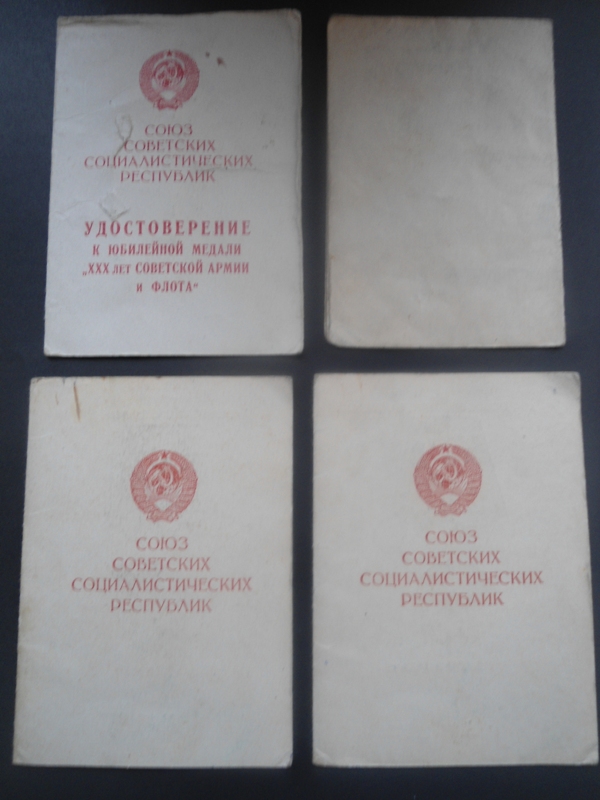 СОЮЗ
СОВЕТСКИХ
СОЦИАЛИСТИЧЕСКИХ
РЕСПУБЛИК
УДОСТОВЕРЕНИЕ
К ЮБИЛЕЙНОЙ МЕДАЛИ
„XXX ЛЕТ СОВЕТСКОЙ АРМИИ
И ФЛОТА“
СОЮЗ
СОВЕТСКИХ
СОЦИАЛИСТИЧЕСКИХ
РЕСПУБЛИК
СОЮЗ
СОВЕТСКИХ
СОЦИАЛИСТИЧЕСКИХ
РЕСПУБЛИК